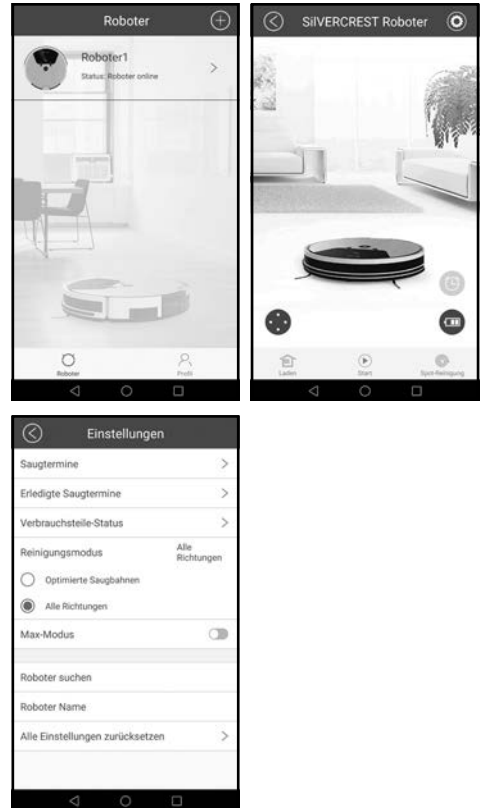 Roboter
Roboter1
Status: Roboter online
Roboter
Profil
SilVERCREST Roboter
Laden
Start
Spot-Reinigung
Einstellungen
Saugtermine
Erledigte Saugtermine
Verbrauchsteile-Status
Reinigungsmodus
Alle
Richtungen
Optimierte Saugbahnen
Alle Richtungen
Max-Modus
Roboter suchen
Roboter Name
Alle Einstellungen zurücksetzen